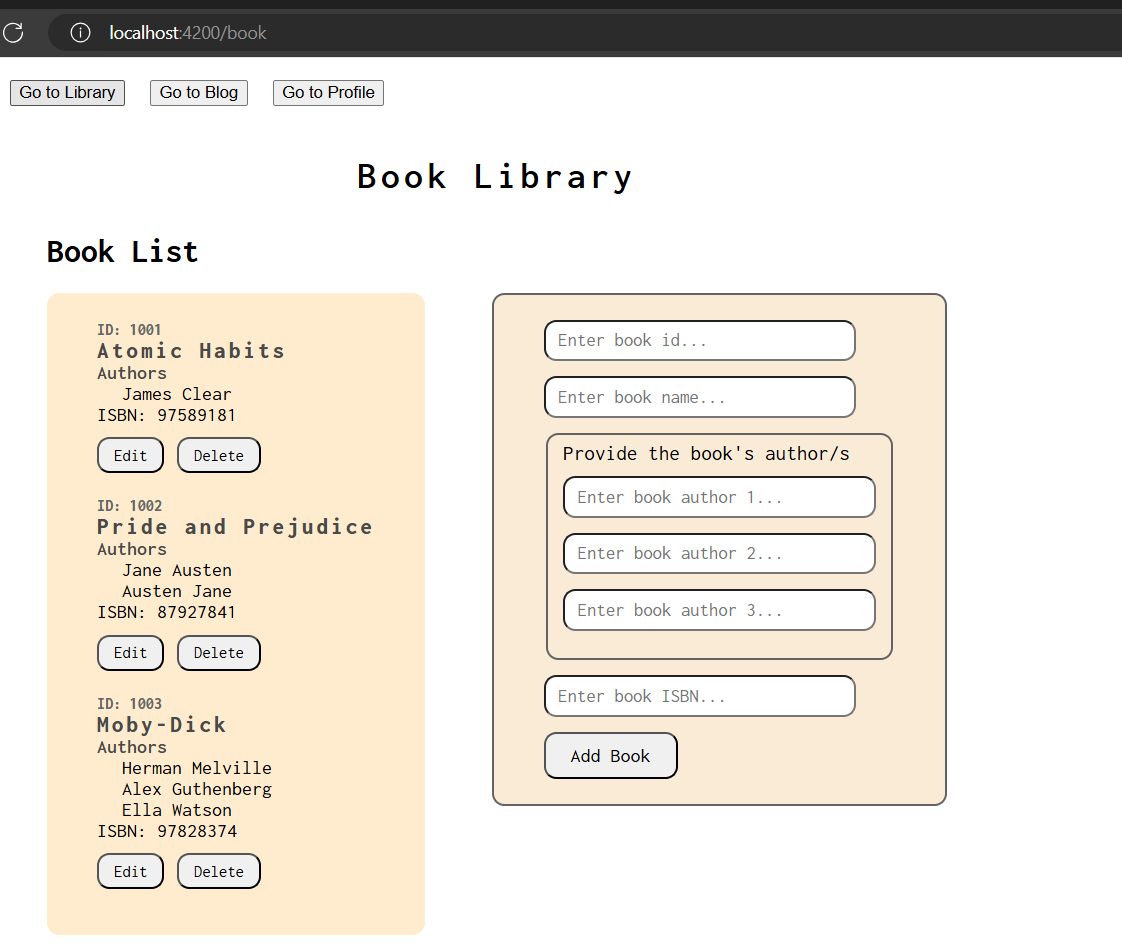 localhost:4200/book
Go to Library Go to Blog Go to Profile
Book Library
Book List
ID: 1001
Atomic Habits
Authors
James Clear
ISBN: 97589181
Edit Delete
ID: 1002
Pride and Prejudice
Authors
Jane Austen
Austen Jane
ISBN: 87927841
Edit Delete
ID: 1003
Moby-Dick
Authors
Herman Melville
Alex Guthenberg
Ella Watson
ISBN: 97828374
Edit Delete
Enter book id...
Enter book name...
Provide the book's author/s
Enter book author 1...
Enter book author 2...
Enter book author 3...
Enter book ISBN...
Add Book